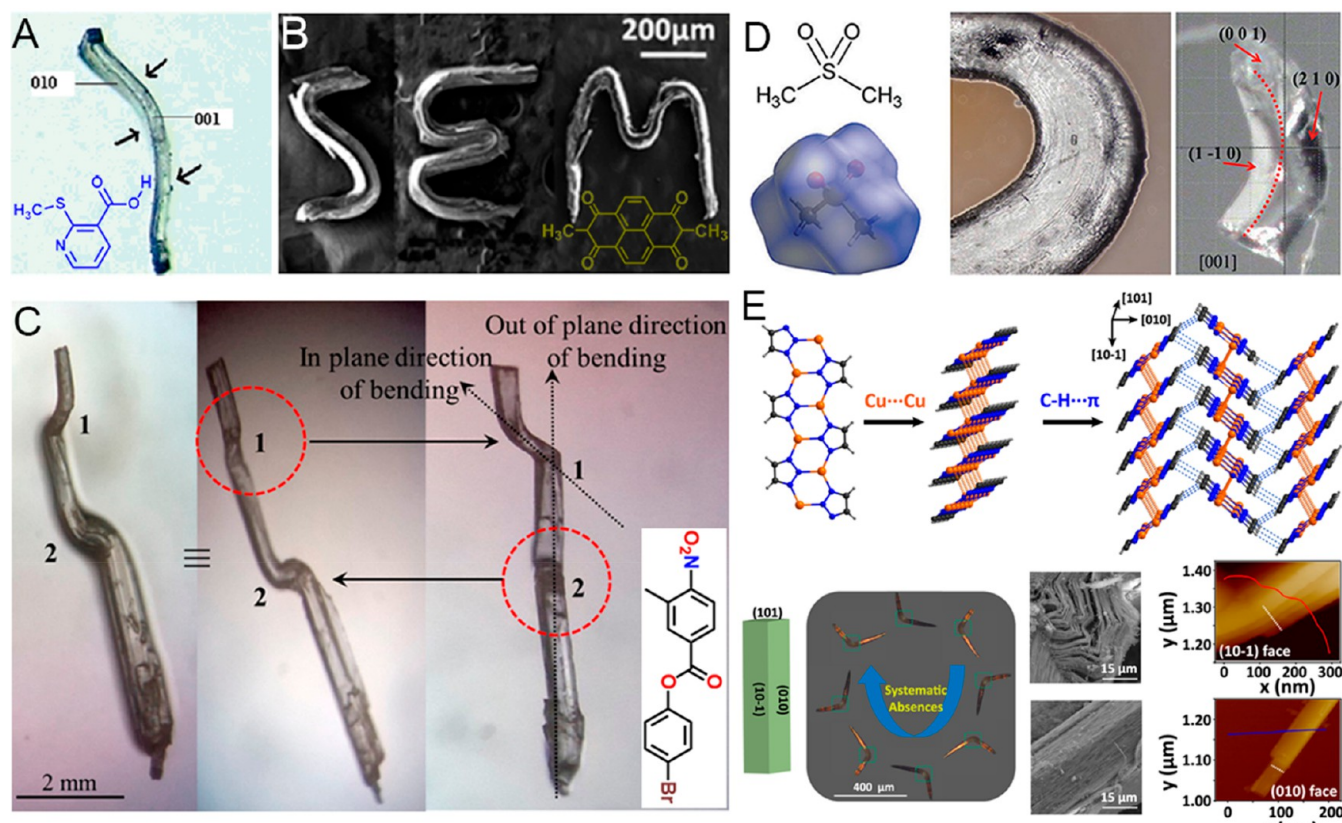 A
010
001
H
O
O
H₃C
S
N
B
200μm
SEM
O
O
H₃C
CH₃
O
O
D
O
O
S
H₃C
CH₃
(0 0 1)
(2 1 0)
(1 -1 0)
[001]
C
1
2
2 mm
≡
1
2
In plane direction
of bending
Out of plane direction
of bending
1
2
O₂N
O
O
Br
E
Cu···Cu
C-H···π
[101]
[010]
[10-1]
(101)
(10-1)
(010)
Systematic
Absences
400 μm
15 μm
15 μm
1.40
1.30
1.20
y (μm)
(10-1) face
0
100
200
300
x (nm)
1.20
1.10
1.00
y (μm)
(010) face
0
100
200